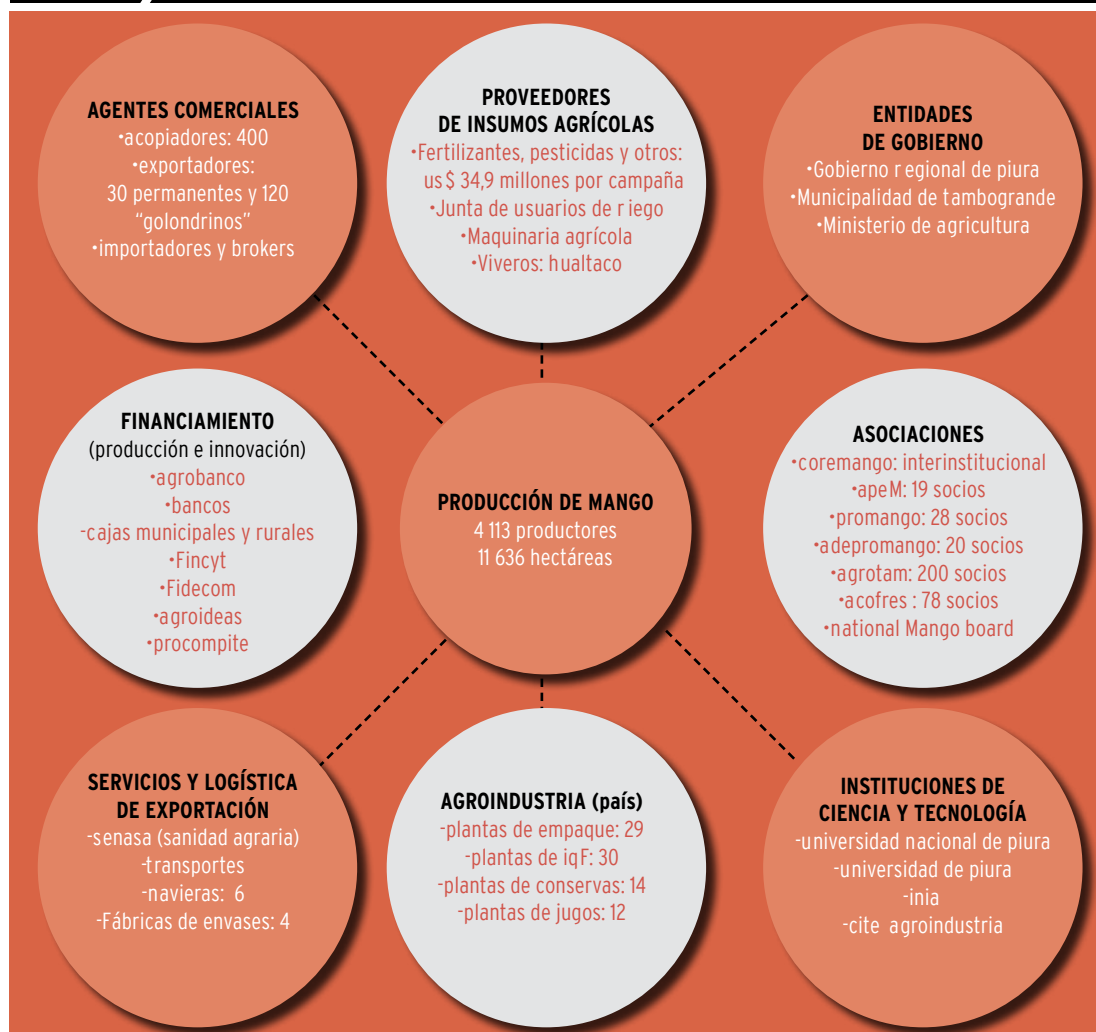 AGENTES COMERCIALES
•acopiadores: 400
•exportadores:
30 permanentes y 120
“golondrinos”
•importadores y brokers
PROVEEDORES
DE INSUMOS AGRÍCOLAS
•Fertilizantes, pesticidas y otros:
us$ 34,9 millones por campaña
•Junta de usuarios de r iego
•Maquinaria agrícola
•Viveros: hualtaco
ENTIDADES
DE GOBIERNO
•Gobierno r egional de piura
•Municipalidad de tambogrande
•Ministerio de agricultura
FINANCIAMIENTO
(producción e innovación)
•agrobanco
•bancos
-cajas municipales y rurales
•Fincyt
•Fidecom
•agroideas
•procompite
PRODUCCIÓN DE MANGO
4 113 productores
11 636 hectáreas
ASOCIACIONES
•coremango: interinstitucional
•apeM: 19 socios
•promango: 28 socios
•adepromango: 20 socios
•agrotam: 200 socios
•acofres : 78 socios
•national Mango board
SERVICIOS Y LOGÍSTICA
DE EXPORTACIÓN
-senasa (sanidad agraria)
-transportes
-navieras: 6
-Fábricas de envases: 4
AGROINDUSTRIA (país)
-plantas de empaque: 29
-plantas de iqF: 30
-plantas de conservas: 14
-plantas de jugos: 12
INSTITUCIONES DE
CIENCIA Y TECNOLOGÍA
-universidad nacional de piura
-universidad de piura
-inia
-cite agroindustria